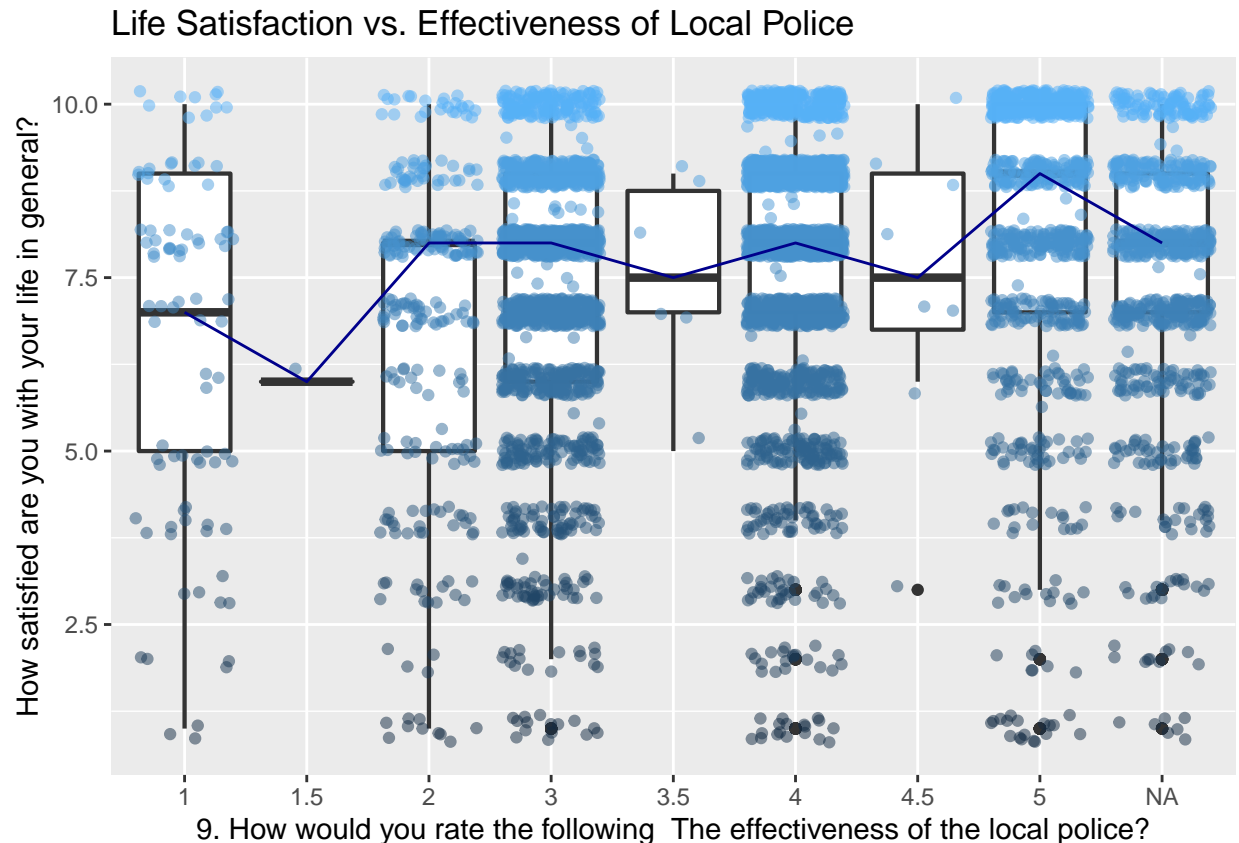 Life Satisfaction vs. Effectiveness of Local Police
How satisfied are you with your life in general?
10.0
7.5
5.0
2.5
1 1.5 2 3 3.5 4 4.5 5 NA
9. How would you rate the following  The effectiveness of the local police?